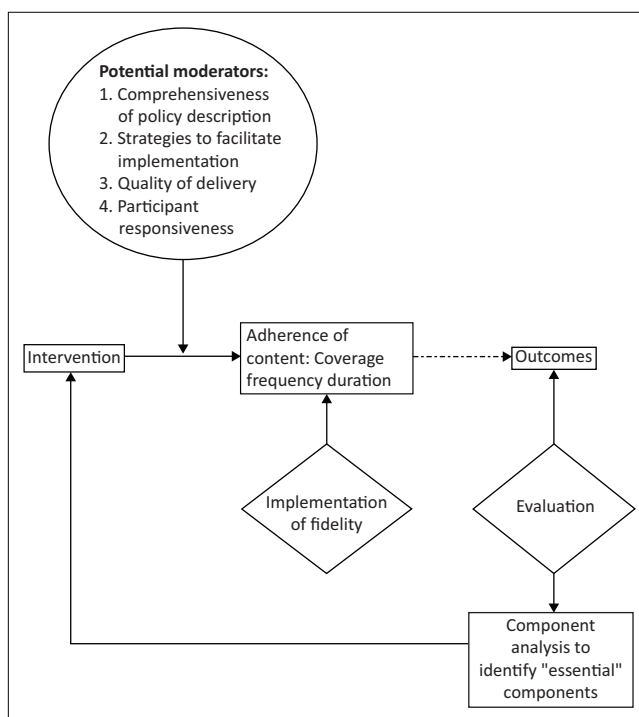 Potential moderators:
1. Comprehensiveness
of policy description
2. Strategies to facilitate
implementation
3. Quality of delivery
4. Participant
responsiveness
Intervention
Adherence of
content: Coverage
frequency duration
Outcomes
Implementation
of fidelity
Evaluation
Component
analysis to
identify "essential"
components